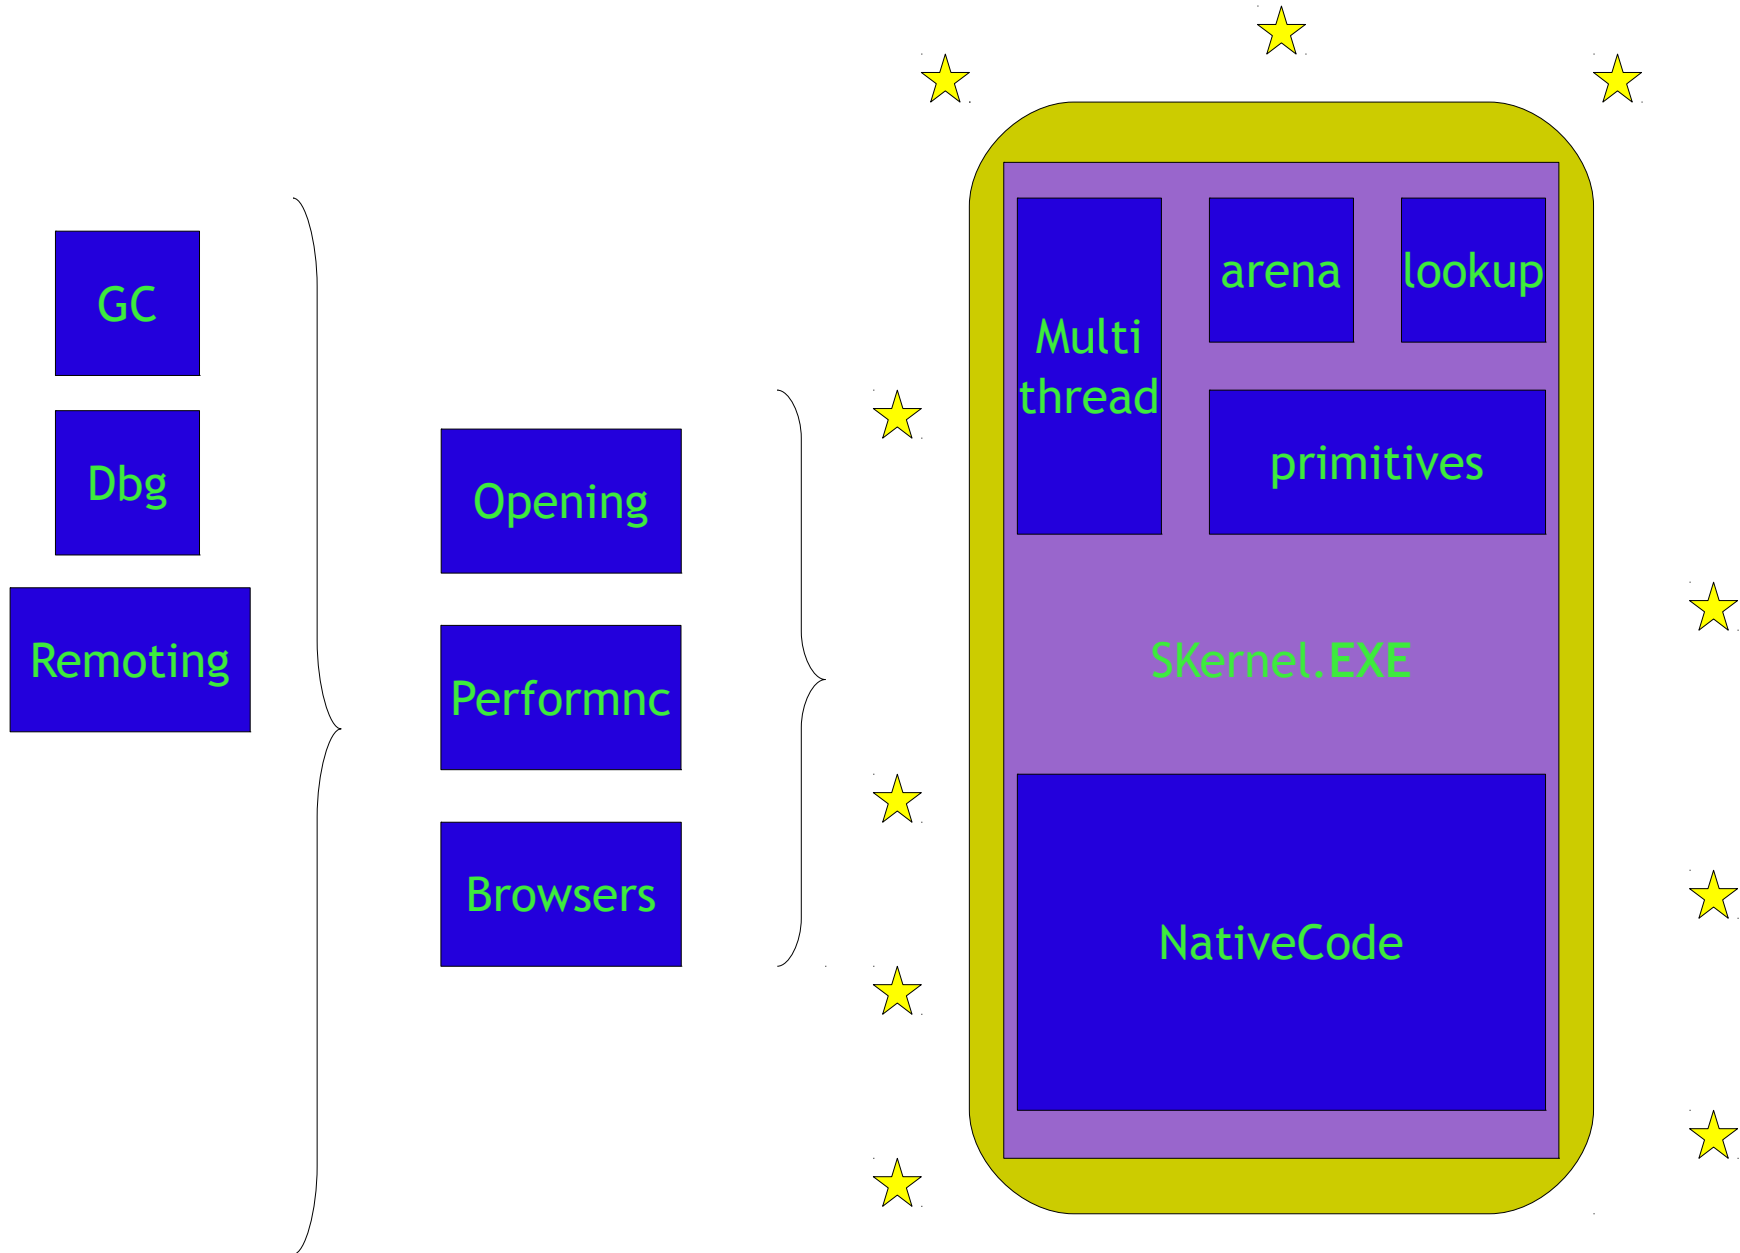 GC
Dbg
Remoting
Opening
Performnc
Browsers
Multi
thread
arena
lookup
primitives
SKernel.EXE
NativeCode